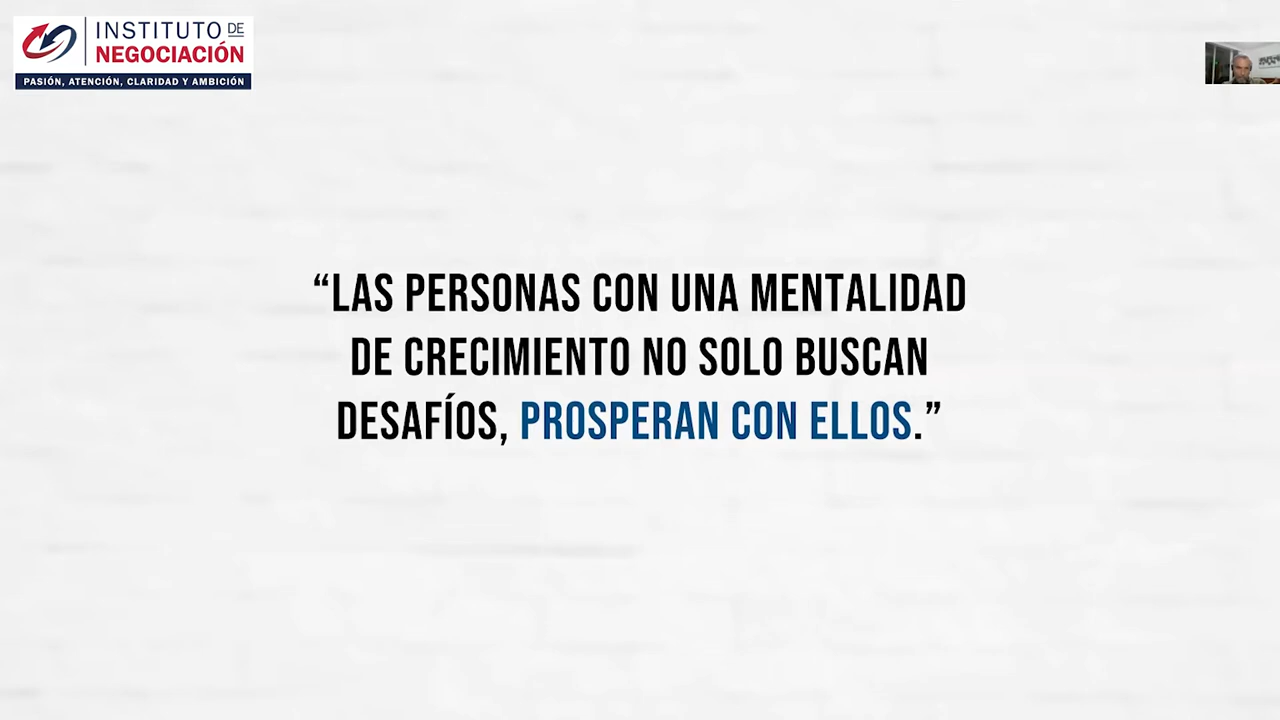 INSTITUTO DE
NEGOCIACIÓN
PASIÓN, ATENCIÓN, CLARIDAD Y AMBICIÓN
“LAS PERSONAS CON UNA MENTALIDAD
DE CRECIMIENTO NO SOLO BUSCAN
DESAFÍOS, PROSPERAN CON ELLOS.”